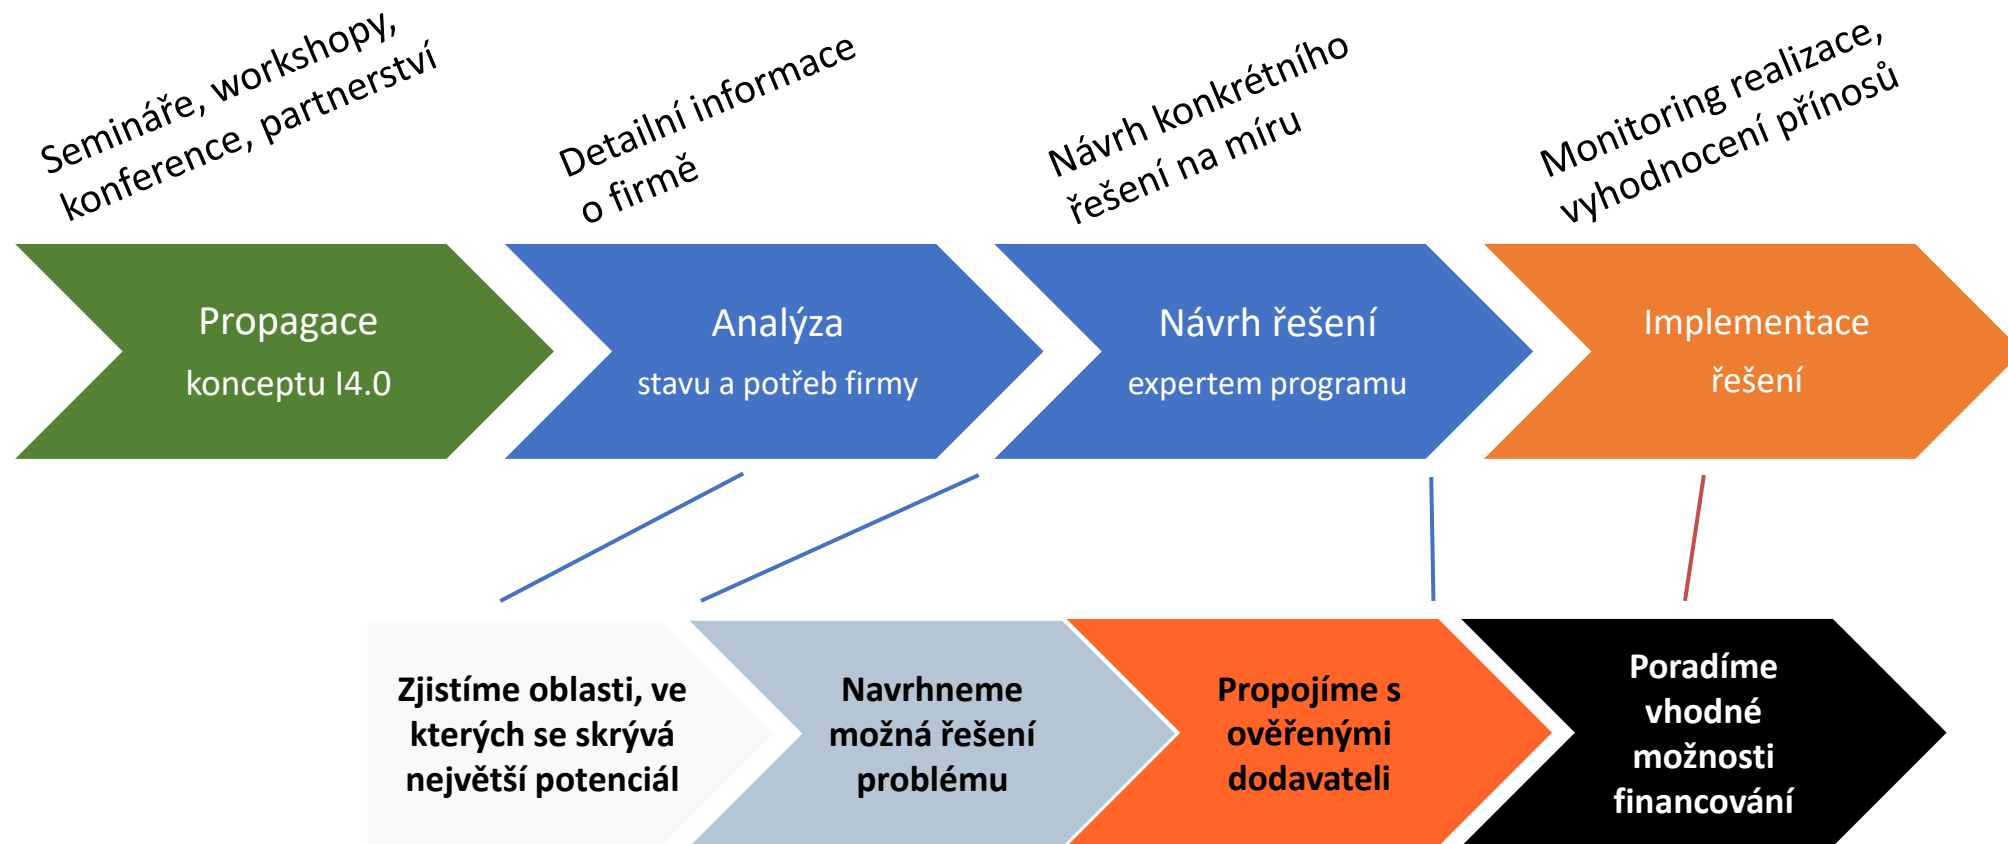 Semináře, workshopy,
konference, partnerství
Detailní informace
o firmě
Návrh konkrétního
řešení na míru
Monitoring realizace,
vyhodnocení přínosů
Propagace
konceptu I4.0
Analýza
stavu a potřeb firmy
Návrh řešení
expertem programu
Implementace
řešení
Zjistíme oblasti, ve
kterých se skrývá
největší potenciál
Navrhneme
možná řešení
problému
Propojíme s
ověřenými
dodavateli
Poradíme
vhodné
možnosti
financování